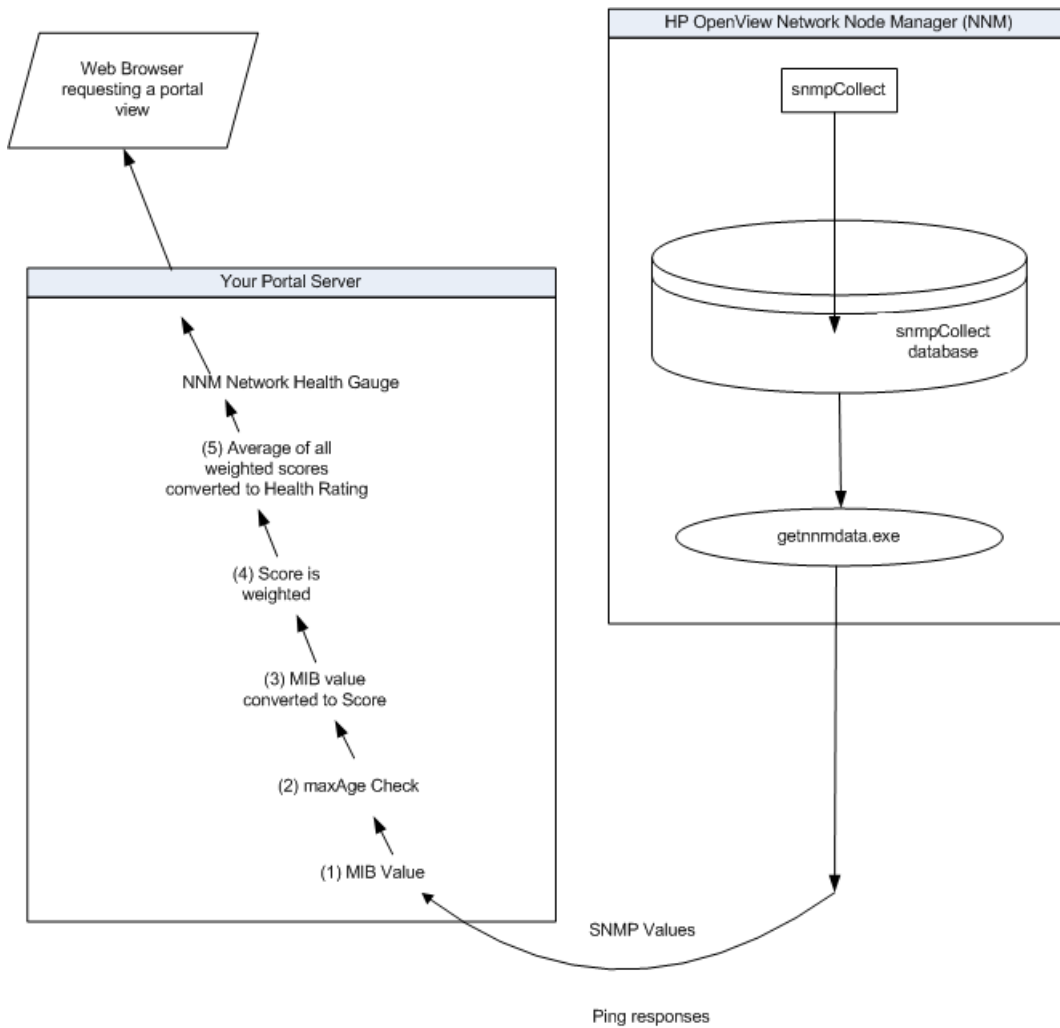 HP OpenView Network Node Manager (NNM)
Web Browser
requesting a portal
view
snmpCollect
Your Portal Server
snmpCollect
database
NNM Network Health Gauge
(5) Average of all
weighted scores
converted to Health Rating
getnnmdata.exe
(4) Score is
weighted
(3) MIB value
converted to Score
(2) maxAge Check
(1) MIB Value
SNMP Values
Ping responses